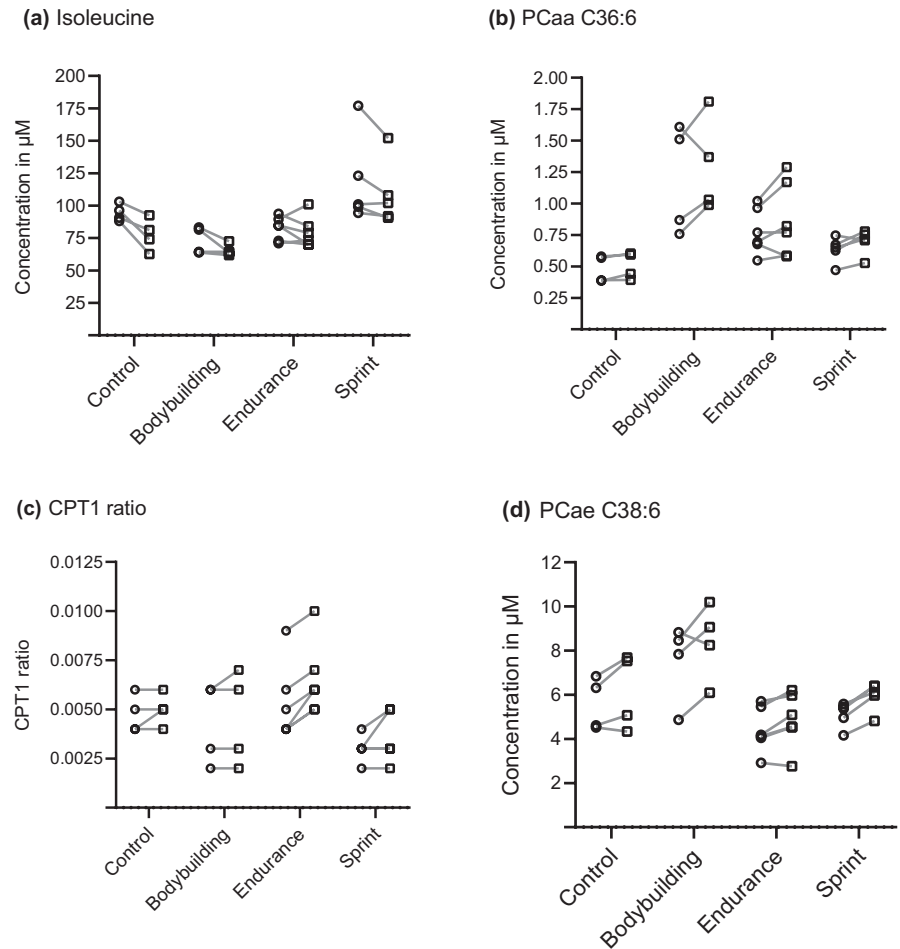 (a) Isoleucine
Concentration in µM
200
175
150
125
100
75
50
25
Control
Bodybuilding
Endurance
Sprint
(b) PCaa C36:6
Concentration in µM
2.00
1.75
1.50
1.25
1.00
0.75
0.50
0.25
Control
Bodybuilding
Endurance
Sprint
(c) CPT1 ratio
CPT1 ratio
0.0125
0.0100
0.0075
0.0050
0.0025
Control
Bodybuilding
Endurance
Sprint
(d) PCae C38:6
Concentration in µM
12
10
8
6
4
2
Control
Bodybuilding
Endurance
Sprint